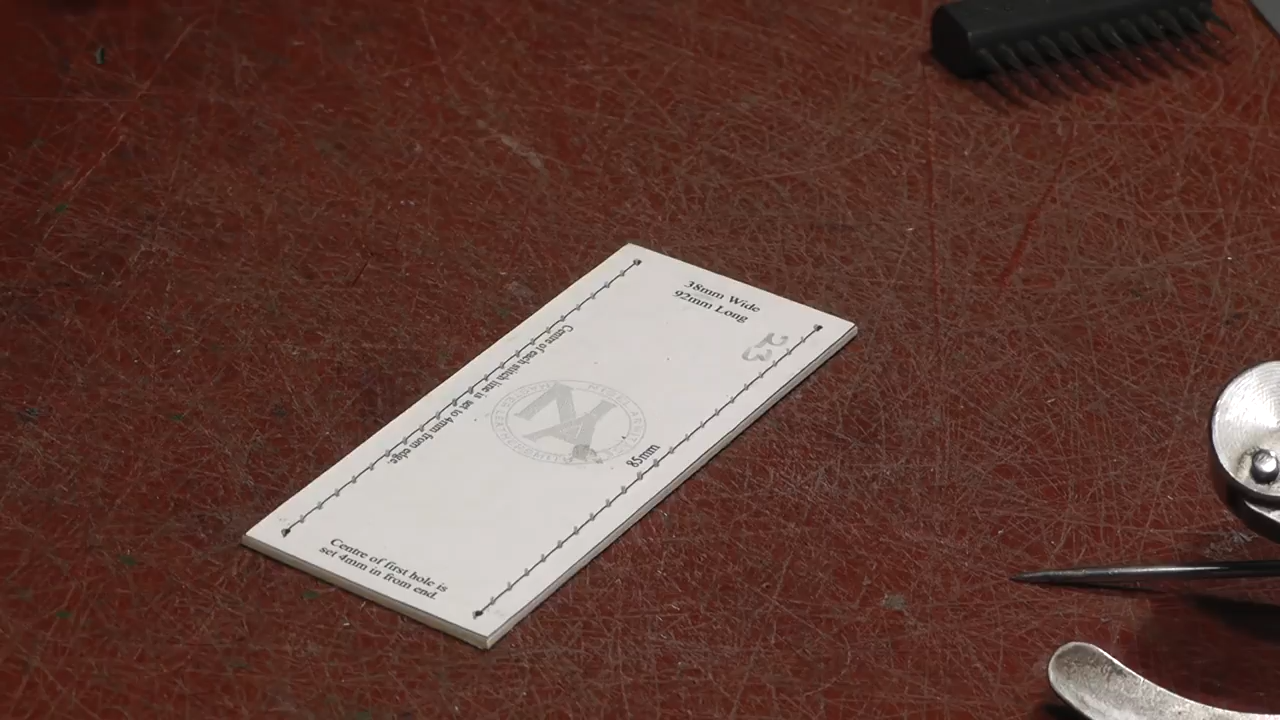 38mm Wide
92mm Long
23
Centre of each stitch line is set to 4mm from edge.
85mm
Centre of first hole is
set 4mm in from end.